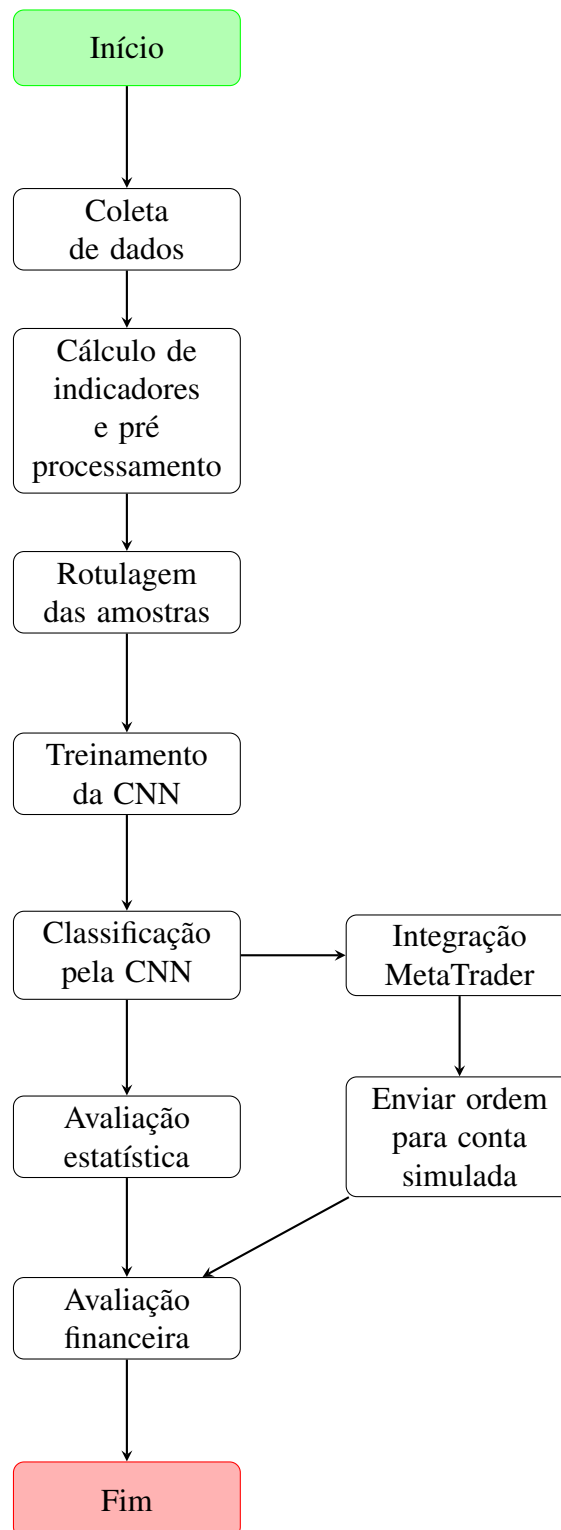 Início
Coleta
de dados
Cálculo de
indicadores
e pré
processamento
Rotulagem
das amostras
Treinamento
da CNN
Classificação
pela CNN
Integração
MetaTrader
Avaliação
estatística
Enviar ordem
para conta
simulada
Avaliação
financeira
Fim